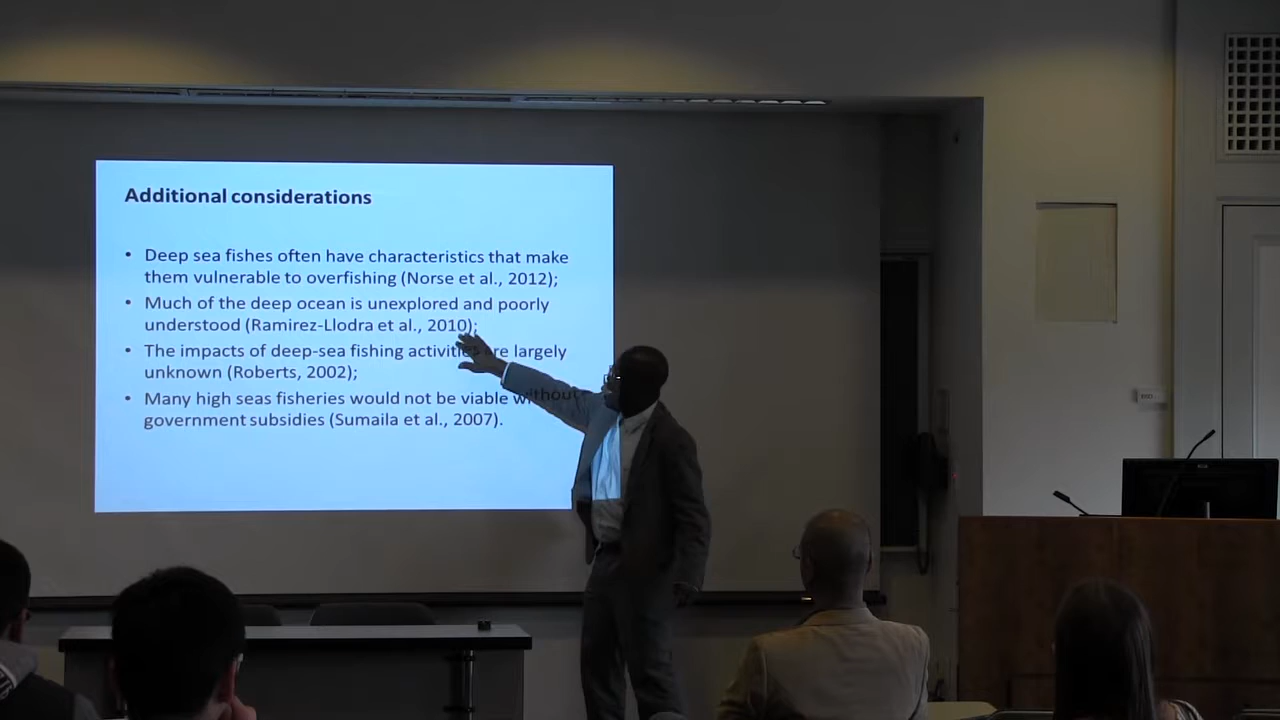 Additional considerations
• Deep sea fishes often have characteristics that make
them vulnerable to overfishing (Norse et al., 2012);
• Much of the deep ocean is unexplored and poorly
understood (Ramirez-Llodra et al., 2010);
• The impacts of deep-sea fishing activities are largely
unknown (Roberts, 2002);
• Many high seas fisheries would not be viable without
government subsidies (Sumaila et al., 2007).